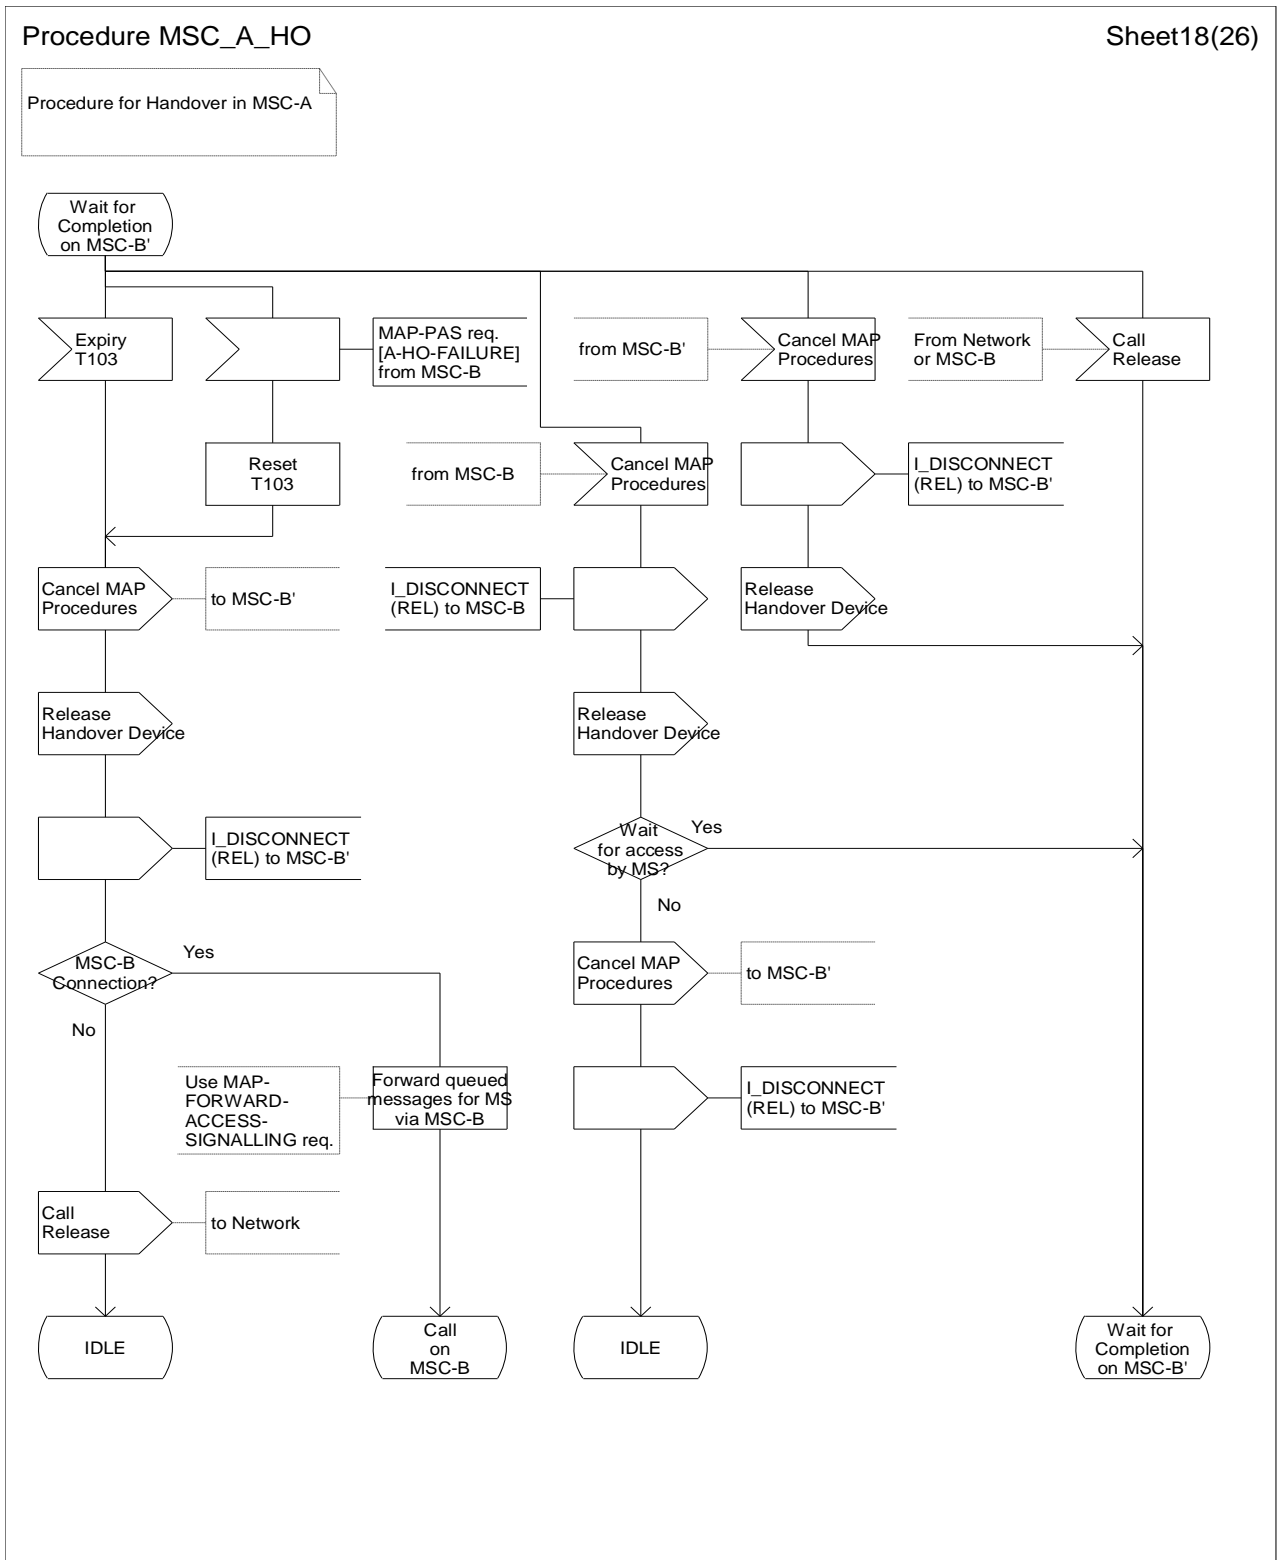 Procedure MSC_A_HO
Sheet18(26)
Procedure for Handover in MSC-A
Wait for
Completion
on MSC-B'
Expiry
T103
MAP-PAS req.
[A-HO-FAILURE]
from MSC-B
from MSC-B'
Cancel MAP
Procedures
From Network
or MSC-B
Call
Release
Reset
T103
from MSC-B
Cancel MAP
Procedures
I_DISCONNECT
(REL) to MSC-B'
Cancel MAP
Procedures
to MSC-B'
I_DISCONNECT
(REL) to MSC-B
Release
Handover Device
Release
Handover Device
Release
Handover Device
I_DISCONNECT
(REL) to MSC-B'
Wait
for access
by MS?
Yes
No
MSC-B
Connection?
Yes
No
Cancel MAP
Procedures
to MSC-B'
Use MAP-
FORWARD-
ACCESS-
SIGNALLING req.
Forward queued
messages for MS
via MSC-B
I_DISCONNECT
(REL) to MSC-B'
Call
Release
to Network
IDLE
Call
on
MSC-B
IDLE
Wait for
Completion
on MSC-B'